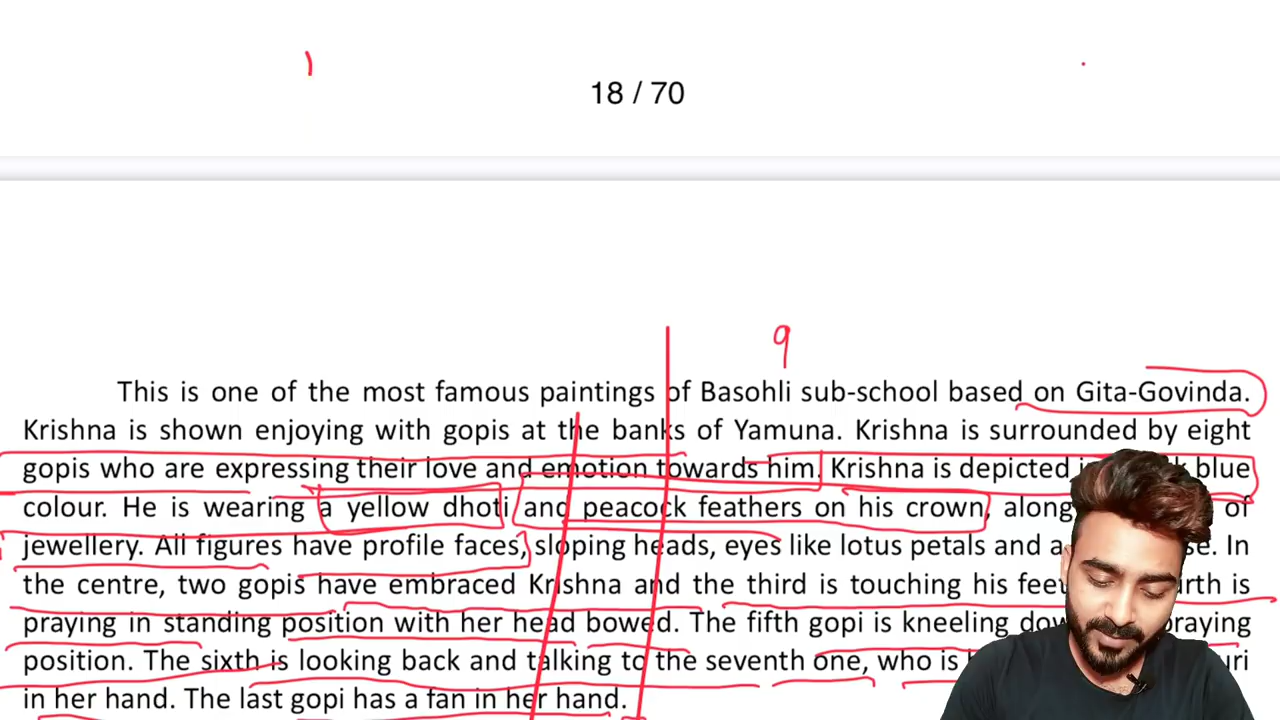 18 / 70
9
This is one of the most famous paintings of Basohli sub-school based on Gita-Govinda.
Krishna is shown enjoying with gopis at the banks of Yamuna. Krishna is surrounded by eight
gopis who are expressing their love and emotion towards him. Krishna is depicted blue
colour. He is wearing a yellow dhoti and peacock feathers on his crown, along of
jewellery. All figures have profile faces, sloping heads, eyes like lotus petals and a In
the centre, two gopis have embraced Krishna and the third is touching his feet is
praying in standing position with her head bowed. The fifth gopi is kneeling praying
position. The sixth is looking back and talking to the seventh one, who is
in her hand. The last gopi has a fan in her hand.